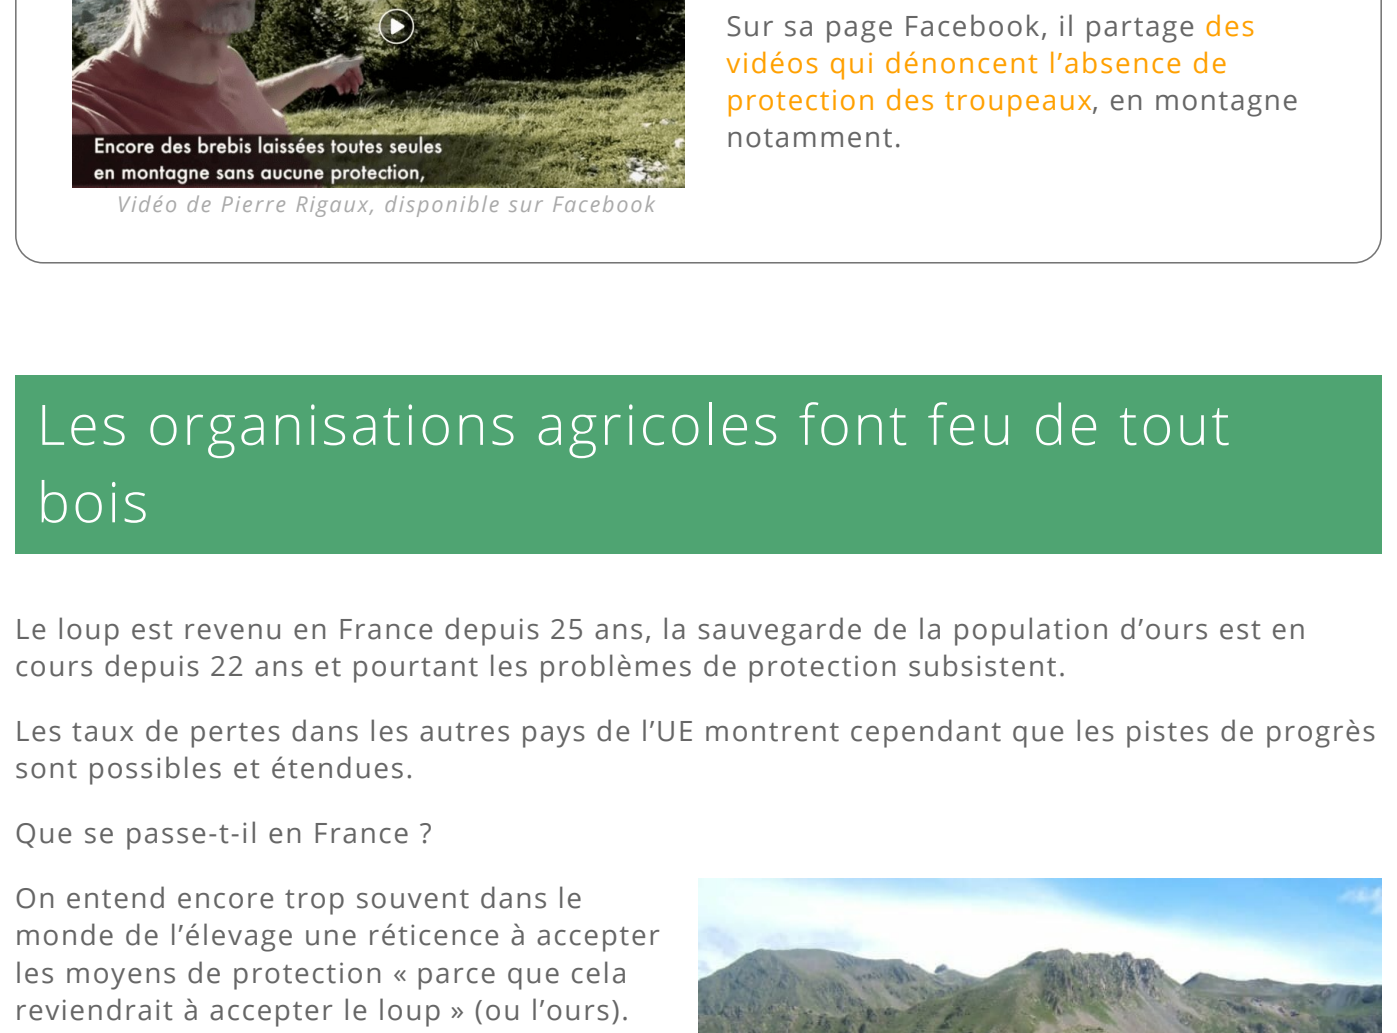 Sur sa page Facebook, il partage des
vidéos qui dénoncent l’absence de
protection des troupeaux, en montagne
notamment.
Encore des brebis laissées toutes seules
en montagne sans aucune protection,
Vidéo de Pierre Rigaux, disponible sur Facebook
Les organisations agricoles font feu de tout
bois
Le loup est revenu en France depuis 25 ans, la sauvegarde de la population d’ours est en
cours depuis 22 ans et pourtant les problèmes de protection subsistent.
Les taux de pertes dans les autres pays de l’UE montrent cependant que les pistes de progrès
sont possibles et étendues.
Que se passe-t-il en France ?
On entend encore trop souvent dans le
monde de l’élevage une réticence à accepter
les moyens de protection « parce que cela
reviendrait à accepter le loup » (ou l’ours).